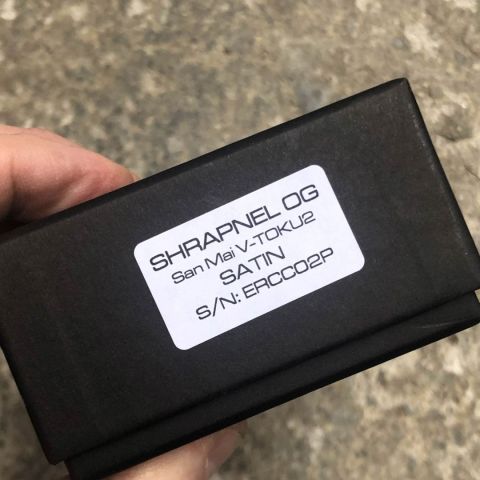 SHRAPNEL OG
San Mai V-TOKU2
SATIN
S/N: ERCC02P